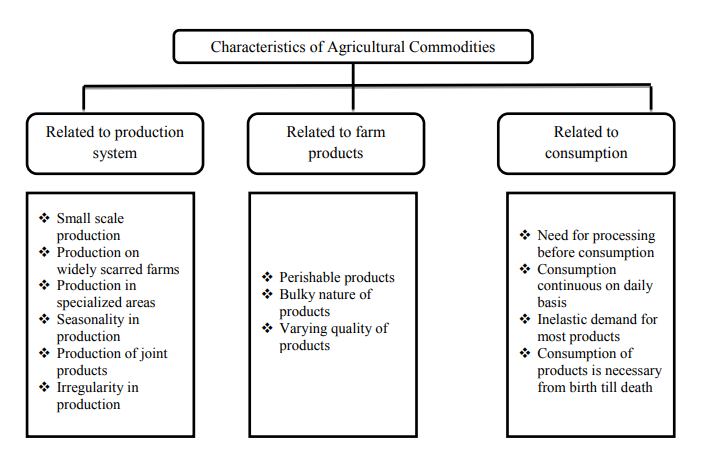 Characteristics of Agricultural Commodities
Related to production
system
Related to farm
products
Related to
consumption
❖ Small scale
production
❖ Production on
widely scarred farms
❖ Production in
specialized areas
❖ Seasonality in
production
❖ Production of joint
products
❖ Irregularity in
production
❖ Perishable products
❖ Bulky nature of
products
❖ Varying quality of
products
❖ Need for processing
before consumption
❖ Consumption
continuous on daily
basis
❖ Inelastic demand for
most products
❖ Consumption of
products is necessary
from birth till death